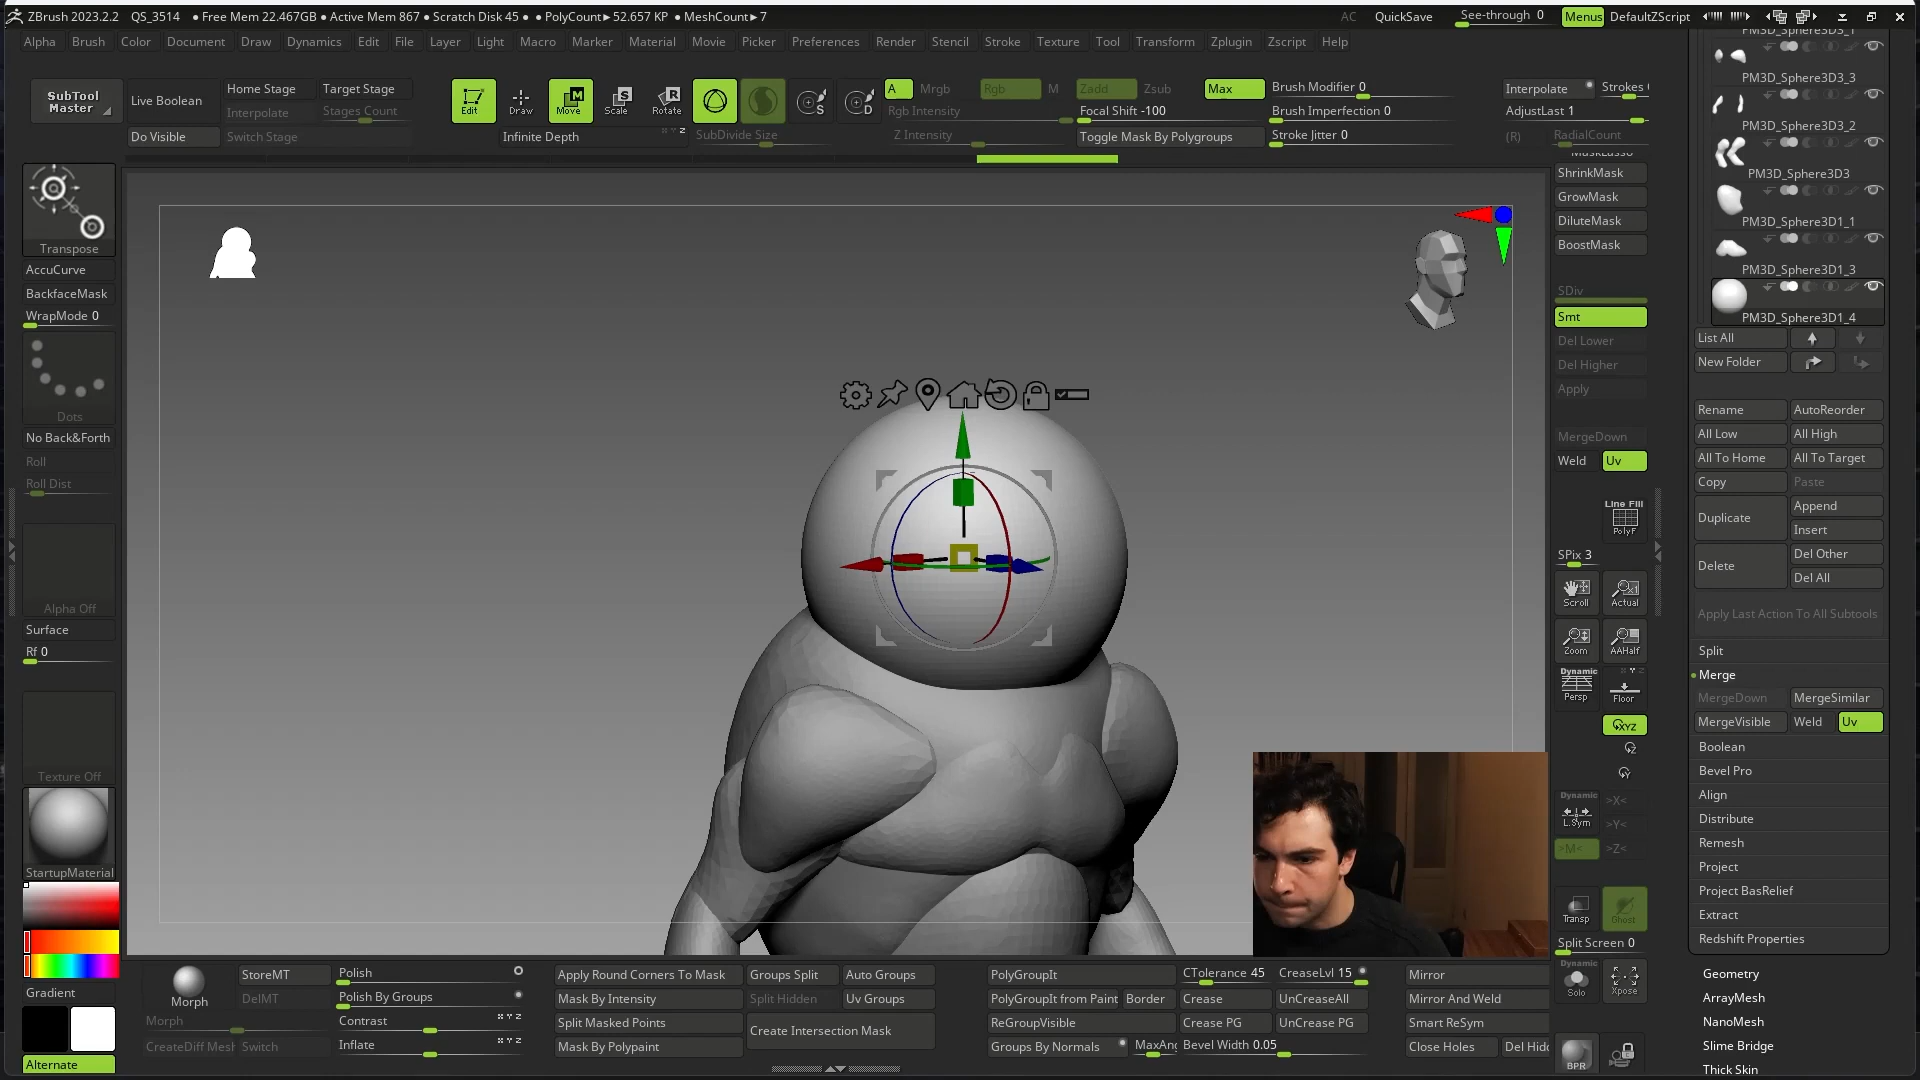 ZBrush 2023.2.2 QS_3514 ● Free Mem 22.467GB ● Active Mem 867 ● Scratch Disk 45 ● ● PolyCount► 52.657 KP ● MeshCount► 7
AC QuickSave See-through 0 Menus DefaultZScript
Alpha Brush Color Document Draw Dynamics Edit File Layer Light Macro Marker Material Movie Picker Preferences Render Stencil Stroke Texture Tool Transform Zplugin Zscript Help
SubTool
Master
Live Boolean
Do Visible
Home Stage Target Stage
Interpolate Stages Count
Switch Stage
Edit Draw Move Scale Rotate
Infinite Depth
SubDivide Size
A Mrgb Rgb M Zadd Zsub Max
Rgb Intensity Focal Shift -100
Z Intensity Toggle Mask By Polygroups
Brush Modifier 0
Brush Imperfection 0
Stroke Jitter 0
Interpolate Strokes
AdjustLast 1
(R) RadialCount
Transpose
AccuCurve
BackfaceMask
WrapMode 0
Dots
No Back&Forth
Roll
Roll Dist
Alpha Off
Surface
Rf 0
Texture Off
StartupMaterial
Gradient
Alternate
MaskLasso
ShrinkMask
GrowMask
DiluteMask
BoostMask
SDiv
Smt
Del Lower
Del Higher
Apply
MergeDown
Weld Uv
Line Fill
PolyF
SPix 3
Scroll Actual
Zoom AAHalf
Dynamic
Persp Floor
XYZ
Dynamic
L.Sym >X<
>Y<
>M< >Z<
Transp Ghost
Split Screen 0
Dynamic
Solo Xpose
BPR
PM3D_Sphere3D3_1
PM3D_Sphere3D3_3
PM3D_Sphere3D3_2
PM3D_Sphere3D3
PM3D_Sphere3D1_1
PM3D_Sphere3D1_3
PM3D_Sphere3D1_4
List All
New Folder
Rename AutoReorder
All Low All High
All To Home All To Target
Copy Paste
Duplicate Append
Insert
Delete Del Other
Del All
Apply Last Action To All Subtools
Split
Merge
MergeDown MergeSimilar
MergeVisible Weld Uv
Boolean
Bevel Pro
Align
Distribute
Remesh
Project
Project BasRelief
Extract
Redshift Properties
Geometry
ArrayMesh
NanoMesh
Slime Bridge
Thick Skin
Morph
StoreMT
DelMT
Morph
CreateDiff Mesh Switch
Polish
Polish By Groups
Contrast
Inflate
Apply Round Corners To Mask
Mask By Intensity
Split Masked Points
Mask By Polypaint
Groups Split Auto Groups
Split Hidden Uv Groups
Create Intersection Mask
PolyGroupIt
PolyGroupIt from Paint Border
ReGroupVisible
Groups By Normals MaxAng
CTolerance 45 CreaseLvl 15
Crease UnCreaseAll
Crease PG UnCrease PG
Bevel Width 0.05
Mirror
Mirror And Weld
Smart ReSym
Close Holes Del Hidd